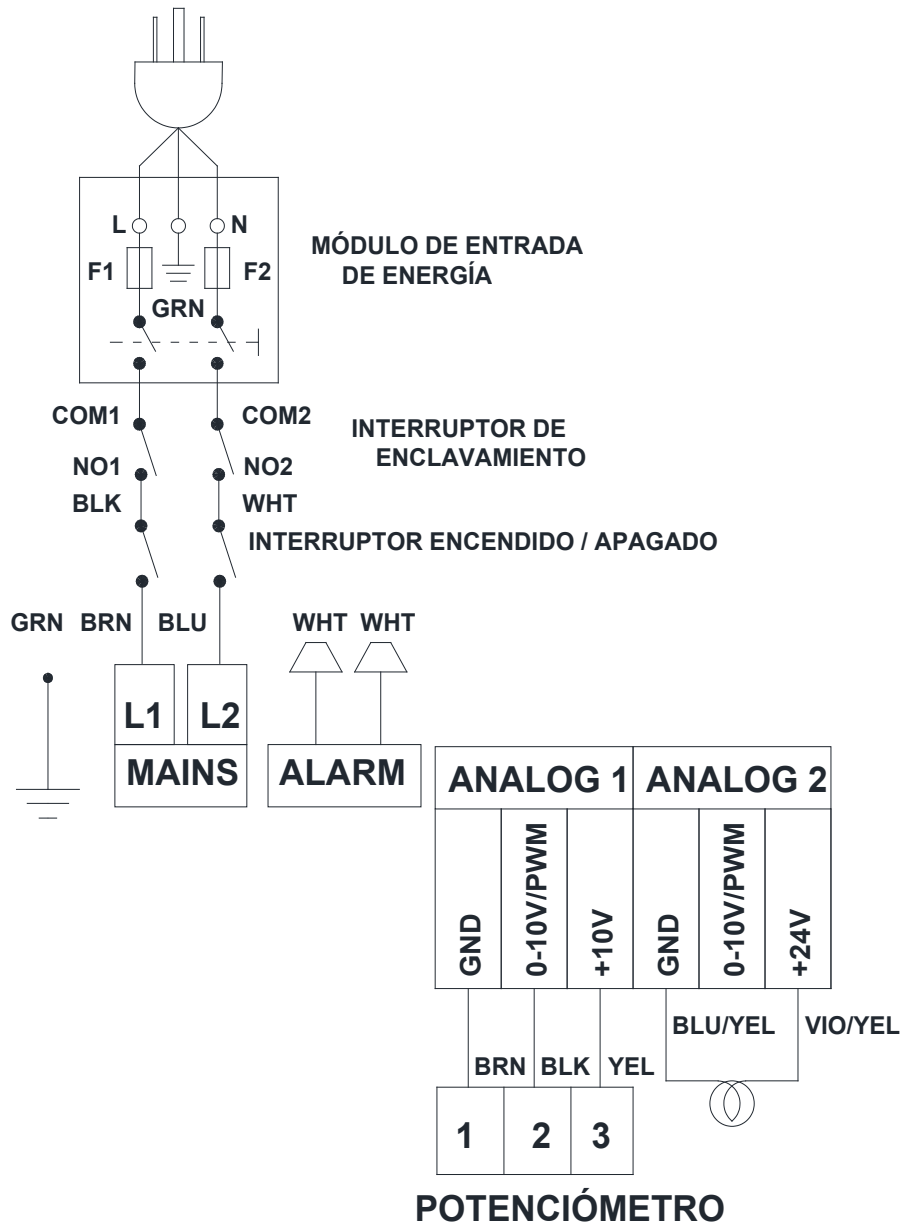 L N
F1 F2
MÓDULO DE ENTRADA
DE ENERGÍA
GRN
COM1 COM2
INTERRUPTOR DE
ENCLAVAMIENTO
NO1 NO2
BLK WHT
INTERRUPTOR ENCENDIDO / APAGADO
GRN BRN BLU WHT WHT
L1 L2
MAINS ALARM
ANALOG 1 ANALOG 2
GND
0-10V/PWM
+10V
GND
0-10V/PWM
+24V
BLU/YEL VIO/YEL
BRN BLK YEL
1 2 3
POTENCIÓMETRO